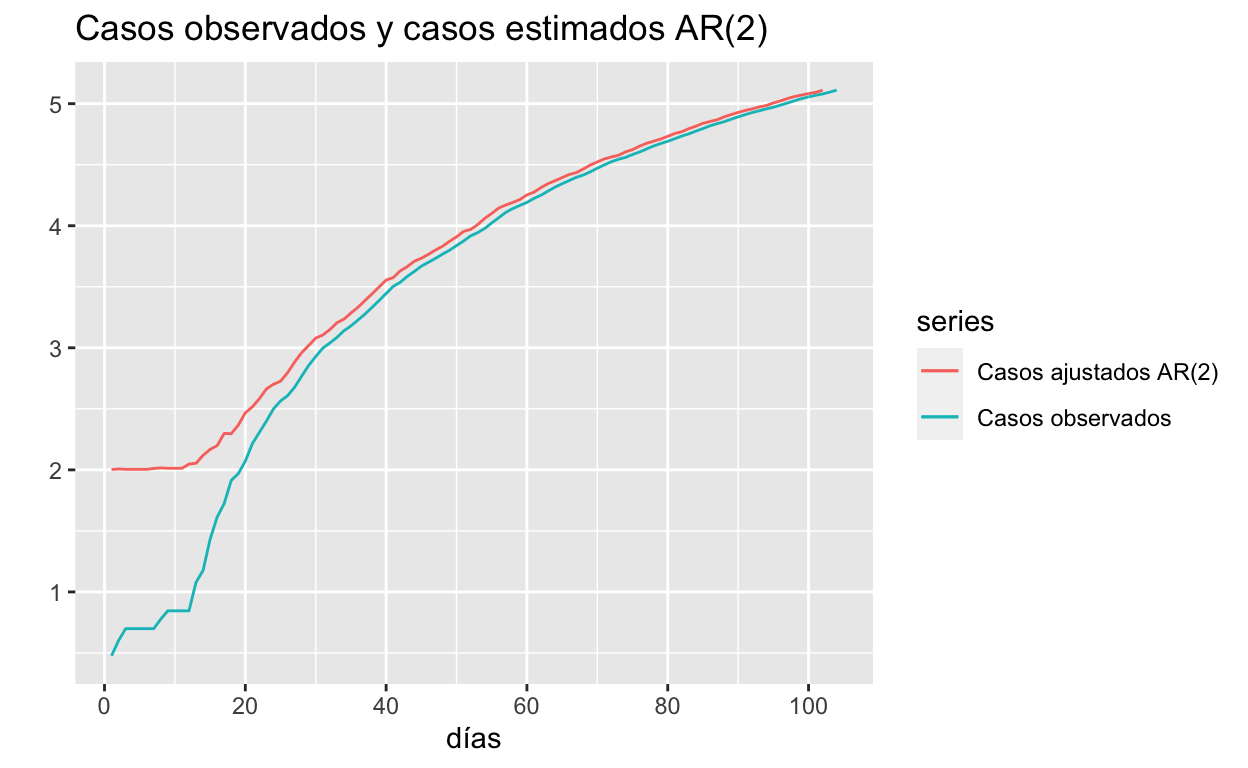 Casos observados y casos estimados AR(2)
5
4
3
2
1
0 20 40 60 80 100
días
series
Casos ajustados AR(2)
Casos observados